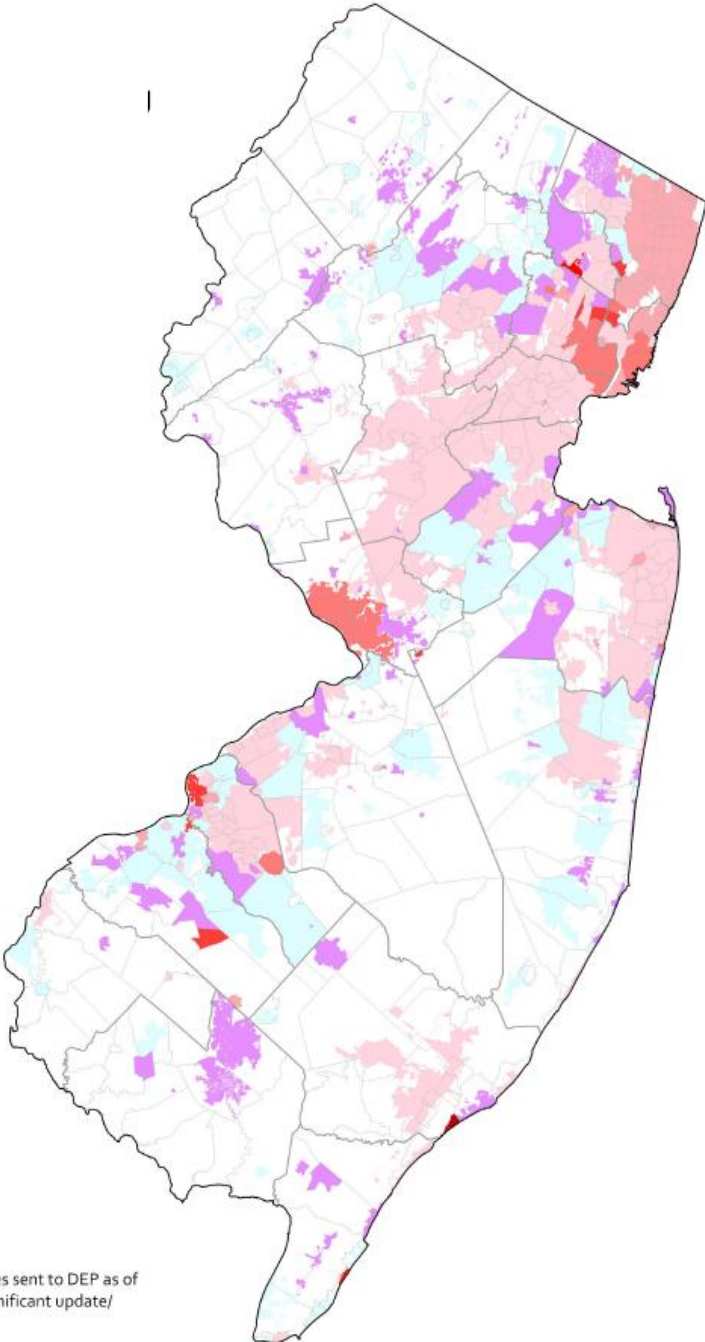 s sent to DEP as of
nificant update/